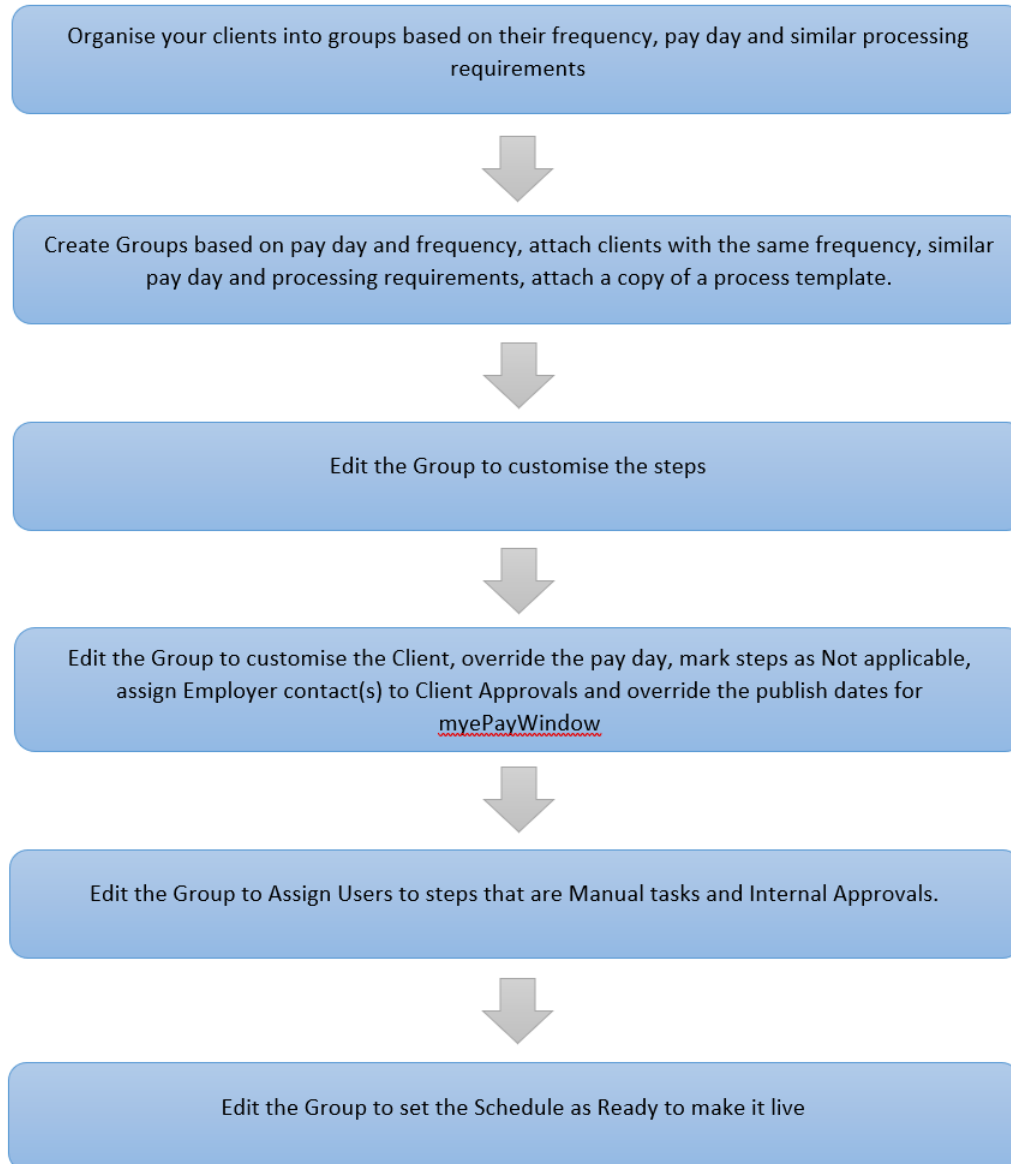 Organise your clients into groups based on their frequency, pay day and similar processing
requirements
Create Groups based on pay day and frequency, attach clients with the same frequency, similar
pay day and processing requirements, attach a copy of a process template.
Edit the Group to customise the steps
Edit the Group to customise the Client, override the pay day, mark steps as Not applicable,
assign Employer contact(s) to Client Approvals and override the publish dates for
myePayWindow
Edit the Group to Assign Users to steps that are Manual tasks and Internal Approvals.
Edit the Group to set the Schedule as Ready to make it live